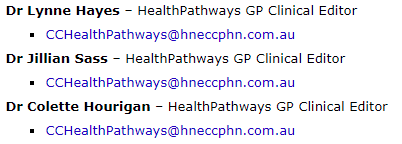 Dr Lynne Hayes – HealthPathways GP Clinical Editor
▪ CCHealthPathways@hneccphn.com.au
Dr Jillian Sass – HealthPathways GP Clinical Editor
▪ CCHealthPathways@hneccphn.com.au
Dr Colette Hourigan – HealthPathways GP Clinical Editor
▪ CCHealthPathways@hneccphn.com.au